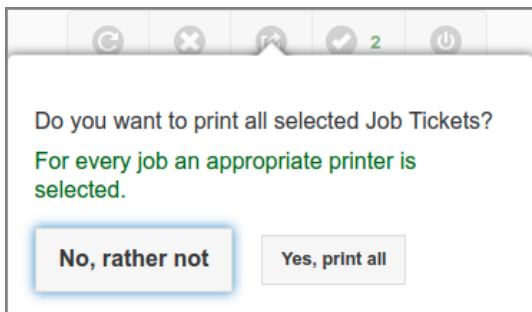 2
Do you want to print all selected Job Tickets?
For every job an appropriate printer is
selected.
No, rather not
Yes, print all